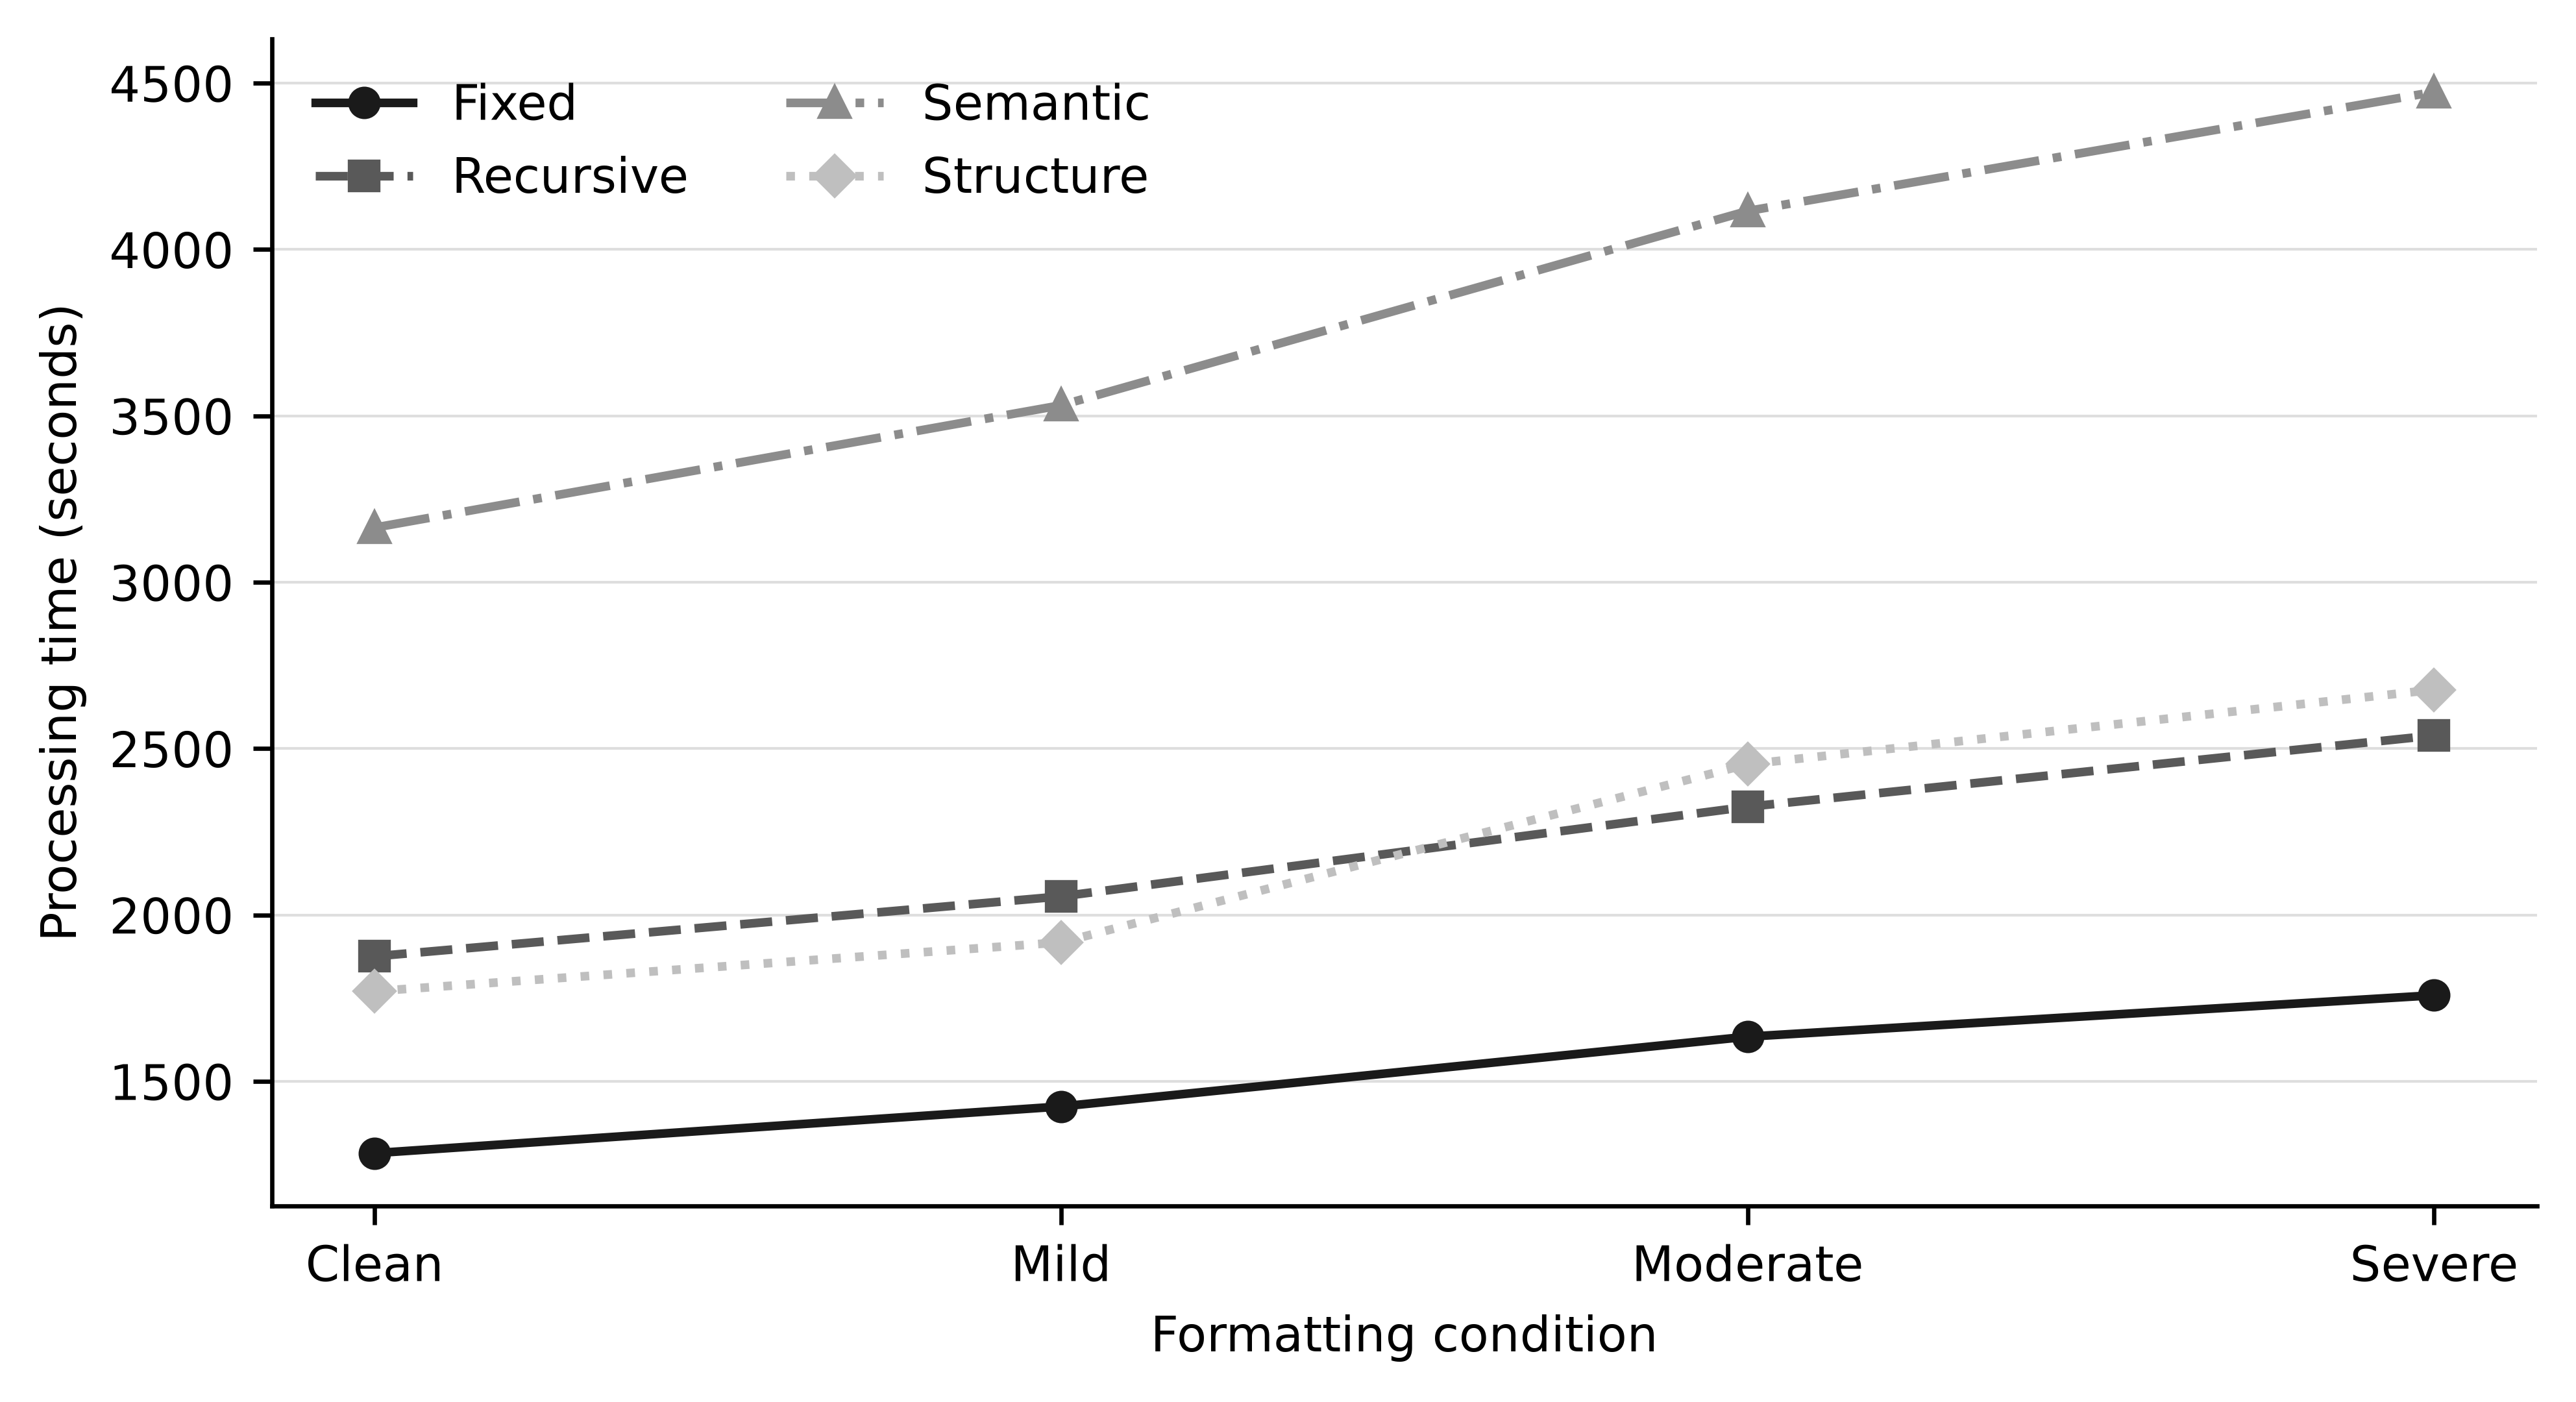 4500
4000
3500
3000
2500
2000
1500
Processing time (seconds)
Fixed
Recursive
Semantic
Structure
Clean
Mild
Moderate
Severe
Formatting condition